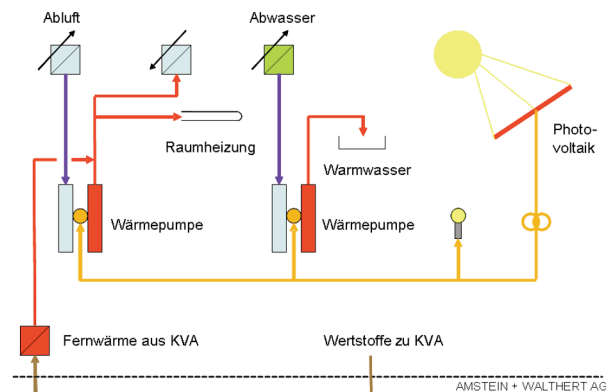 Abluft
Abwasser
Raumheizung
Warmwasser
Photo-
voltaik
Wärmepumpe
Wärmepumpe
Fernwärme aus KVA
Wertstoffe zu KVA
AMSTEIN + WALTHERT AG